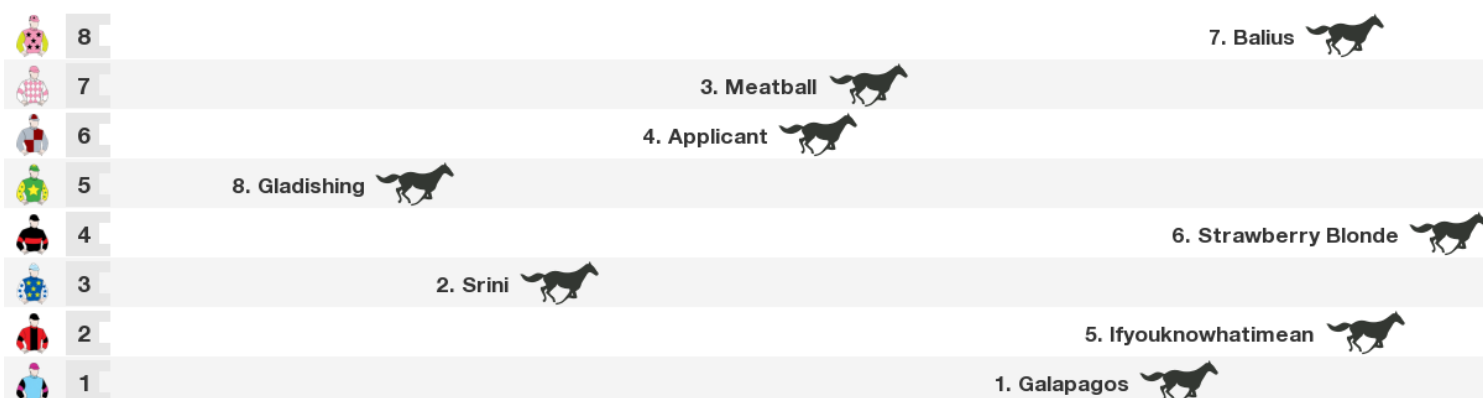 8 7. Balius
7 3. Meatball
6 4. Applicant
5 8. Gladishing
4 6. Strawberry Blonde
3 2. Srini
2 5. Ifyouknowhatimean
1 1. Galapagos